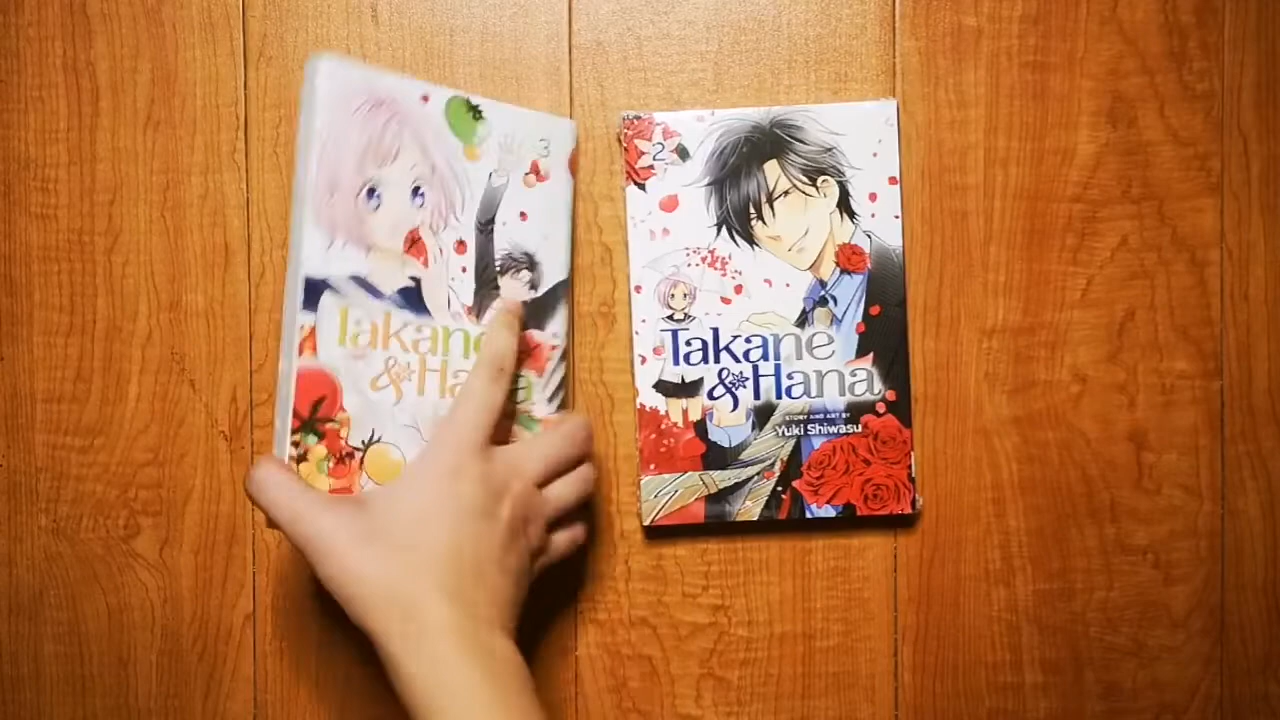 3
Takane
& Hana
2
Takane
& Hana
STORY AND ART BY
Yuki Shiwasu